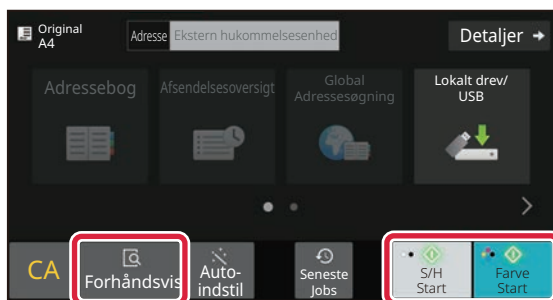 Original
A4
Adresse Ekstern hukommelsesenhed
Detaljer
Adressebog
Afsendelsesoversigt
Global
Adressesøgning
Lokalt drev/
USB
CA
Forhåndsvis
Auto-
indstil
Seneste
Jobs
S/H
Start
Farve
Start